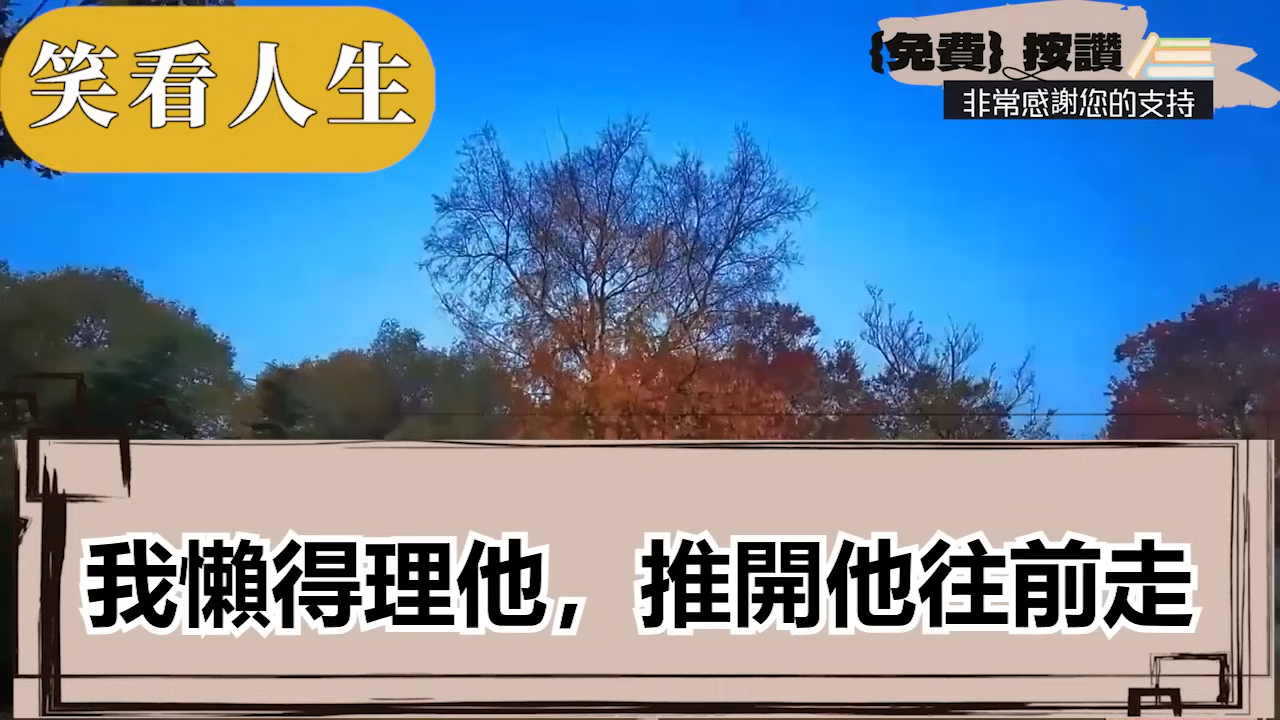 笑看人生
{免費} 按讚
非常感謝您的支持
我懶得理他，推開他往前走